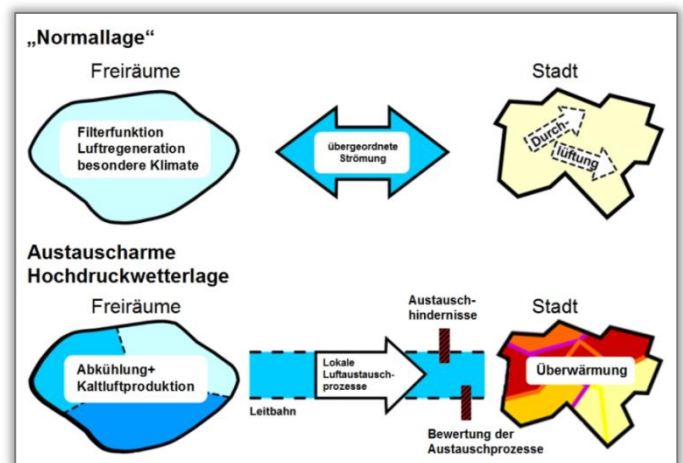 „Normallage“
Freiräume
Stadt
Filterfunktion
Luftregeneration
besondere Klimate
übergeordnete
Strömung
Durch-
lüftung
Austauscharme
Hochdruckwetterlage
Freiräume
Austausch-
hindernisse
Stadt
Abkühlung+
Kaltluftproduktion
Lokale
Luftaustausch-
prozesse
Überwärmung
Leitbahn
Bewertung der
Austauschprozesse